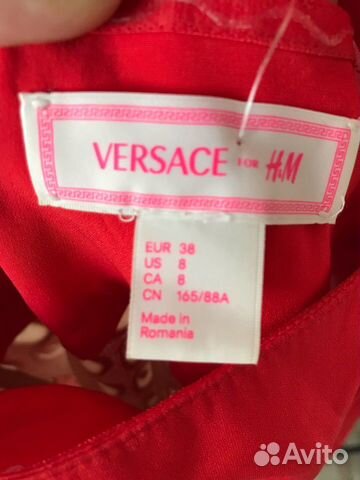 VERSACE FOR H&M
EUR 38
US 8
CA 8
CN 165/88A
Made in
Romania
Avito